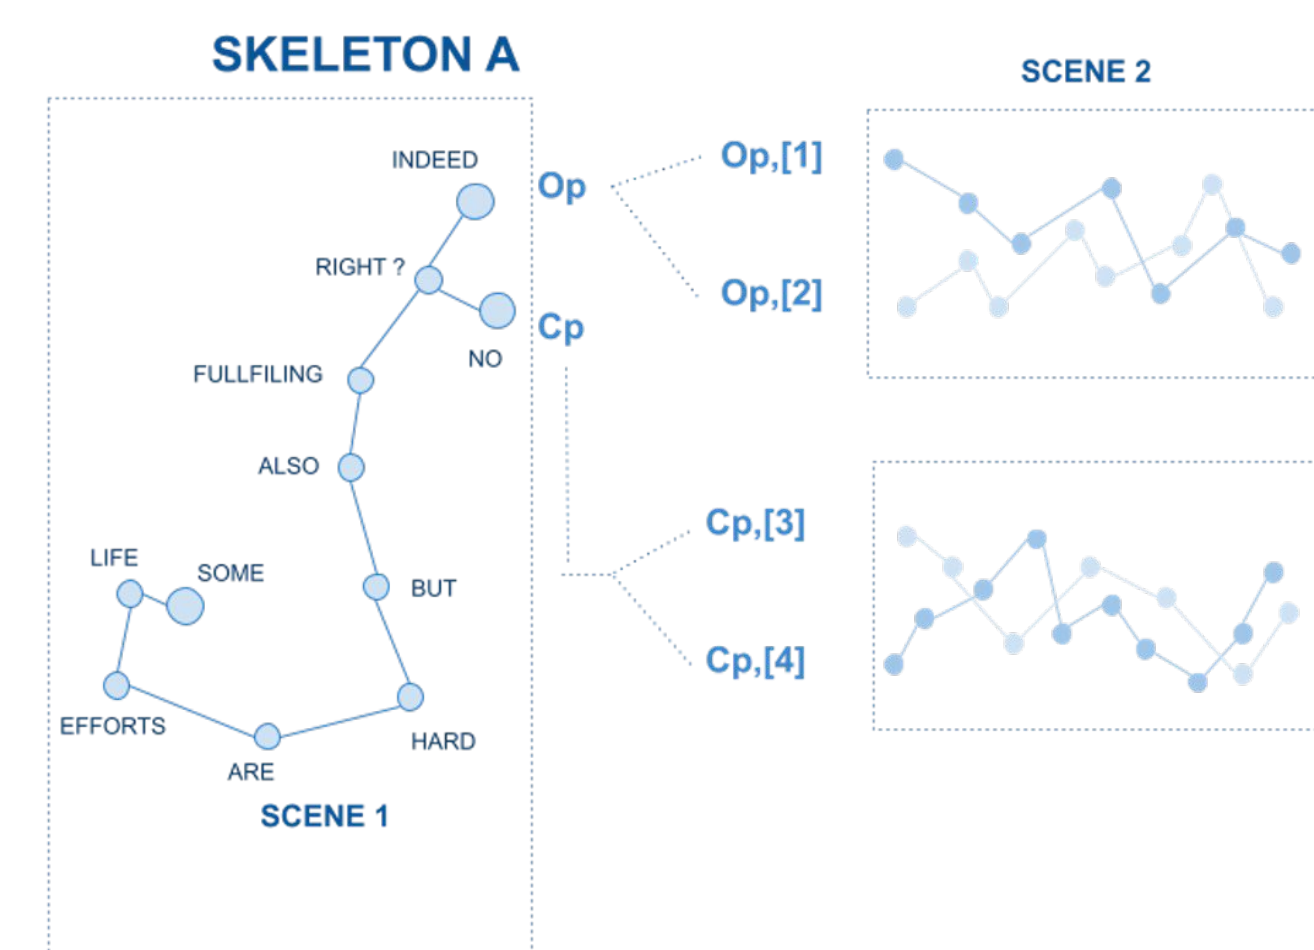 SKELETON A
SCENE 2
INDEED
Op
Op,[1]
RIGHT ?
Op,[2]
Cp
NO
FULLFILING
ALSO
Cp,[3]
LIFE
SOME
BUT
Cp,[4]
EFFORTS
HARD
ARE
SCENE 1